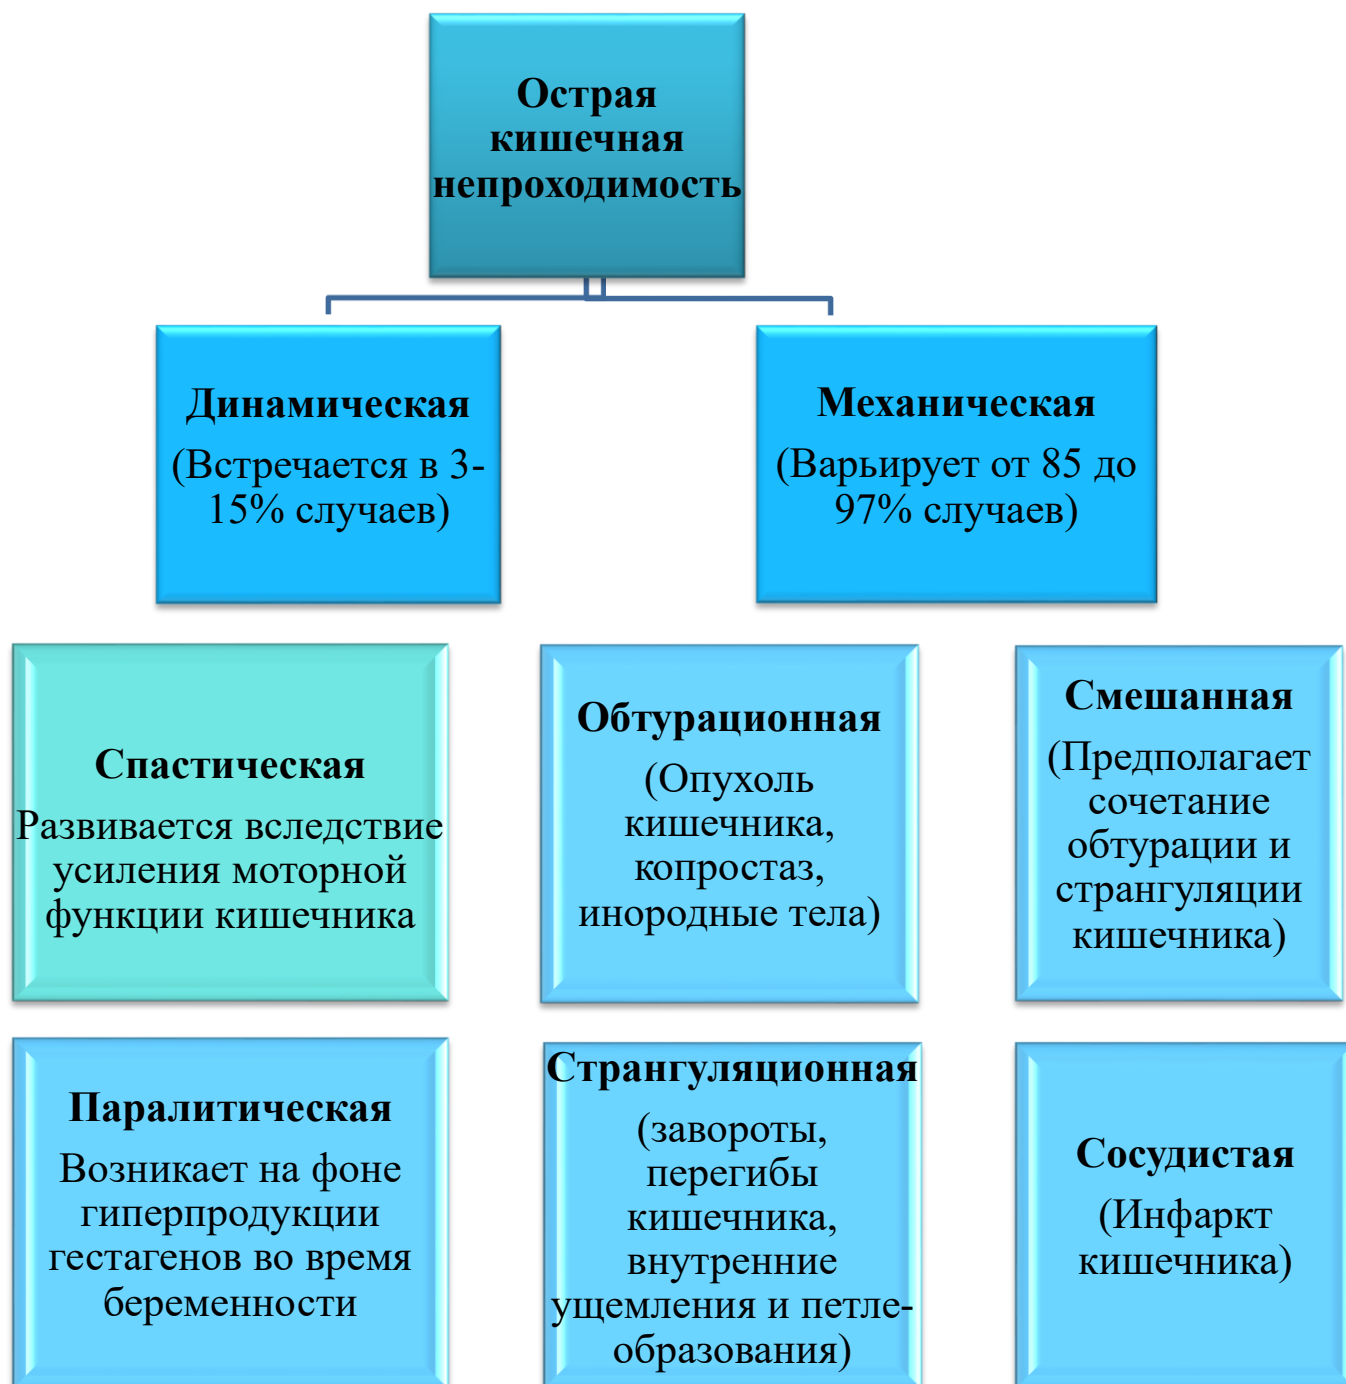 Острая
кишечная
непроходимость
Динамическая
(Встречается в 3-
15% случаев)
Механическая
(Варьирует от 85 до
97% случаев)
Спастическая
Развивается вследствие
усиления моторной
функции кишечника
Обтурационная
(Опухоль
кишечника,
копростаз,
инородные тела)
Смешанная
(Предполагает
сочетание
обтурации и
странгуляции
кишечника)
Паралитическая
Возникает на фоне
гиперпродукции
гестагенов во время
беременности
Странгуляционная
(завороты,
перегибы
кишечника,
внутренние
ущемления и петле-
образования)
Сосудистая
(Инфаркт
кишечника)